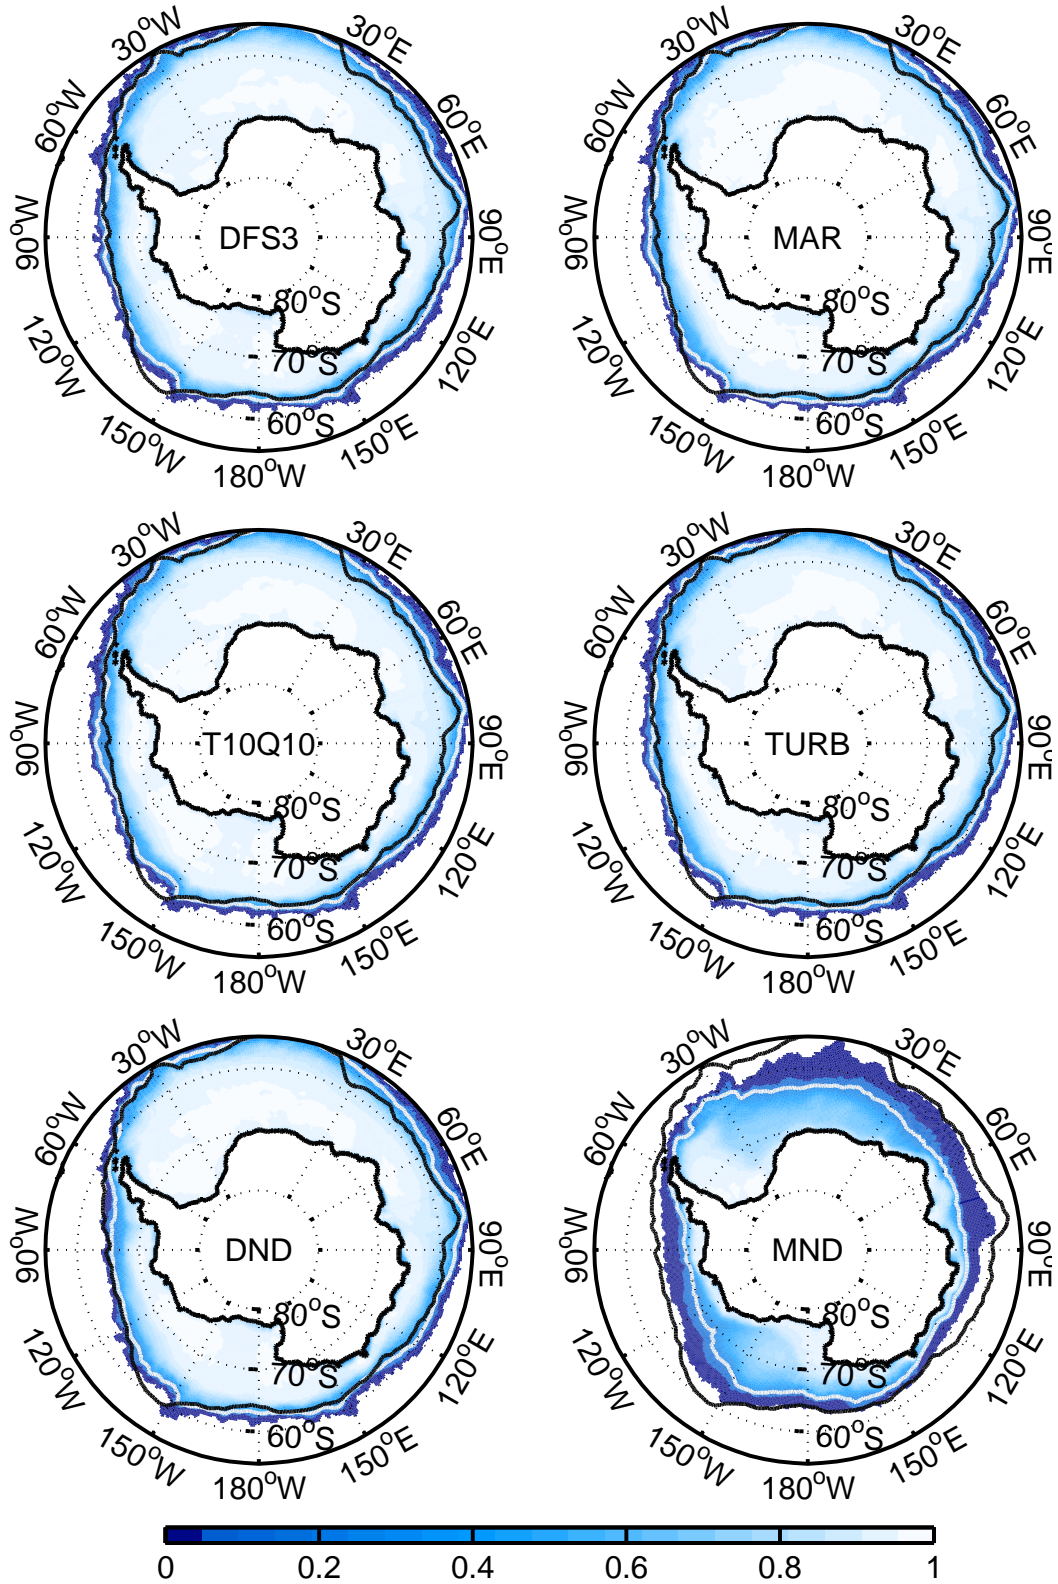 30°W 30°E
60°W 60°E
90°W DFS3 90°E
80°S
120°W 70°S 120°E
150°W 60°S 150°E
180°W
30°W 30°E
60°W 60°E
90°W MAR 90°E
80°S
120°W 70°S 120°E
150°W 60°S 150°E
180°W
30°W 30°E
60°W 60°E
90°W T10Q10 90°E
80°S
120°W 70°S 120°E
150°W 60°S 150°E
180°W
30°W 30°E
60°W 60°E
90°W TURB 90°E
80°S
120°W 70°S 120°E
150°W 60°S 150°E
180°W
30°W 30°E
60°W 60°E
90°W DND 90°E
80°S
120°W 70°S 120°E
150°W 60°S 150°E
180°W
30°W 30°E
60°W 60°E
90°W MND 90°E
80°S
120°W 70°S 120°E
150°W 60°S 150°E
180°W
0 0.2 0.4 0.6 0.8 1